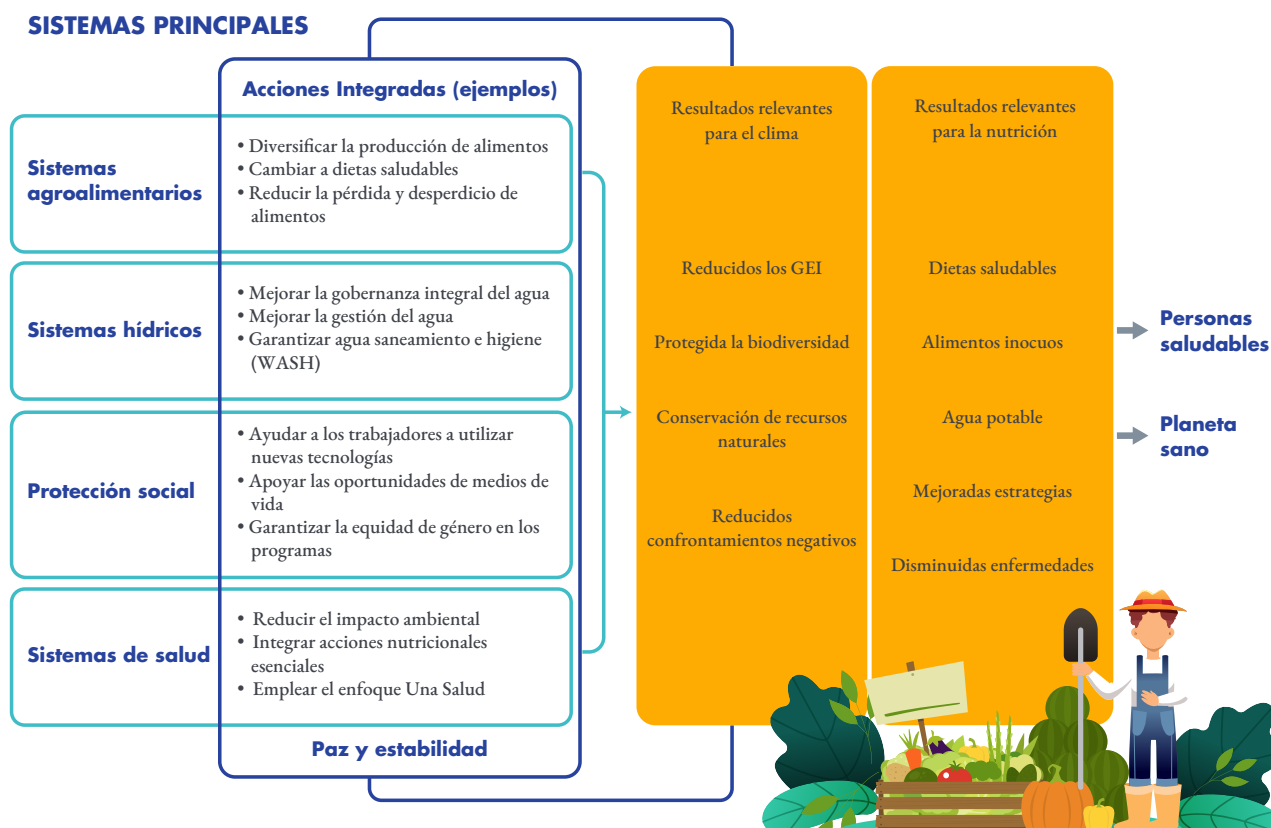 SISTEMAS PRINCIPALES
Acciones Integradas (ejemplos)
Sistemas
agroalimentarios
• Diversificar la producción de alimentos
• Cambiar a dietas saludables
• Reducir la pérdida y desperdicio de
alimentos
Sistemas hídricos
• Mejorar la gobernanza integral del agua
• Mejorar la gestión del agua
• Garantizar agua saneamiento e higiene
(WASH)
Protección social
• Ayudar a los trabajadores a utilizar
nuevas tecnologías
• Apoyar las oportunidades de medios de
vida
• Garantizar la equidad de género en los
programas
Sistemas de salud
• Reducir el impacto ambiental
• Integrar acciones nutricionales
esenciales
• Emplear el enfoque Una Salud
Paz y estabilidad
Resultados relevantes
para el clima
Reducidos los GEI
Protegida la biodiversidad
Conservación de recursos
naturales
Reducidos
confrontamientos negativos
Resultados relevantes
para la nutrición
Dietas saludables
Alimentos inocuos
Agua potable
Mejoradas estrategias
Disminuidas enfermedades
Personas
saludables
Planeta
sano